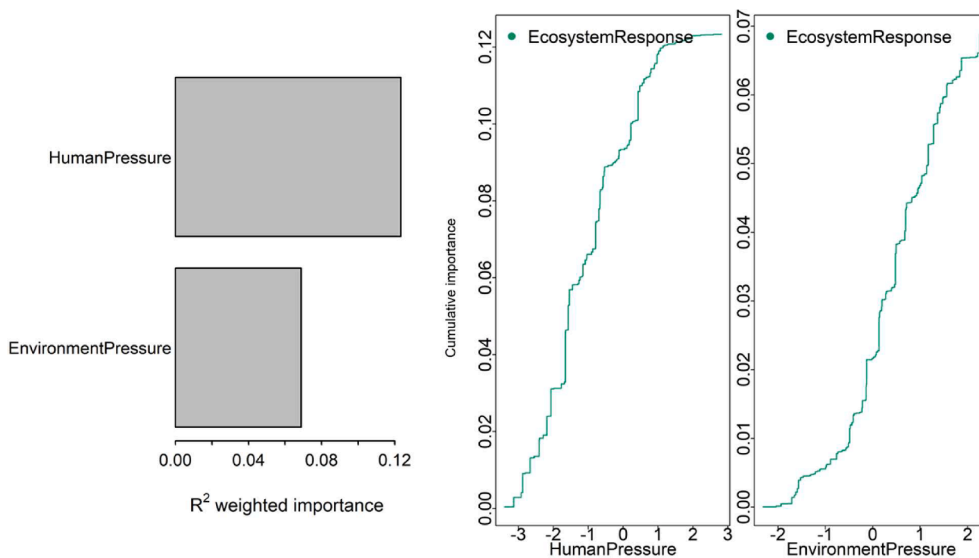 HumanPressure
EnvironmentPressure
0.00 0.04 0.08 0.12
R² weighted importance
EcosystemResponse
Cumulative importance
0.12
0.10
0.08
0.06
0.04
0.02
0.00
-3 -2 -1 0 1 2 3
HumanPressure
EcosystemResponse
0.07
0.06
0.05
0.04
0.03
0.02
0.01
0.00
-2 -1 0 1 2
EnvironmentPressure